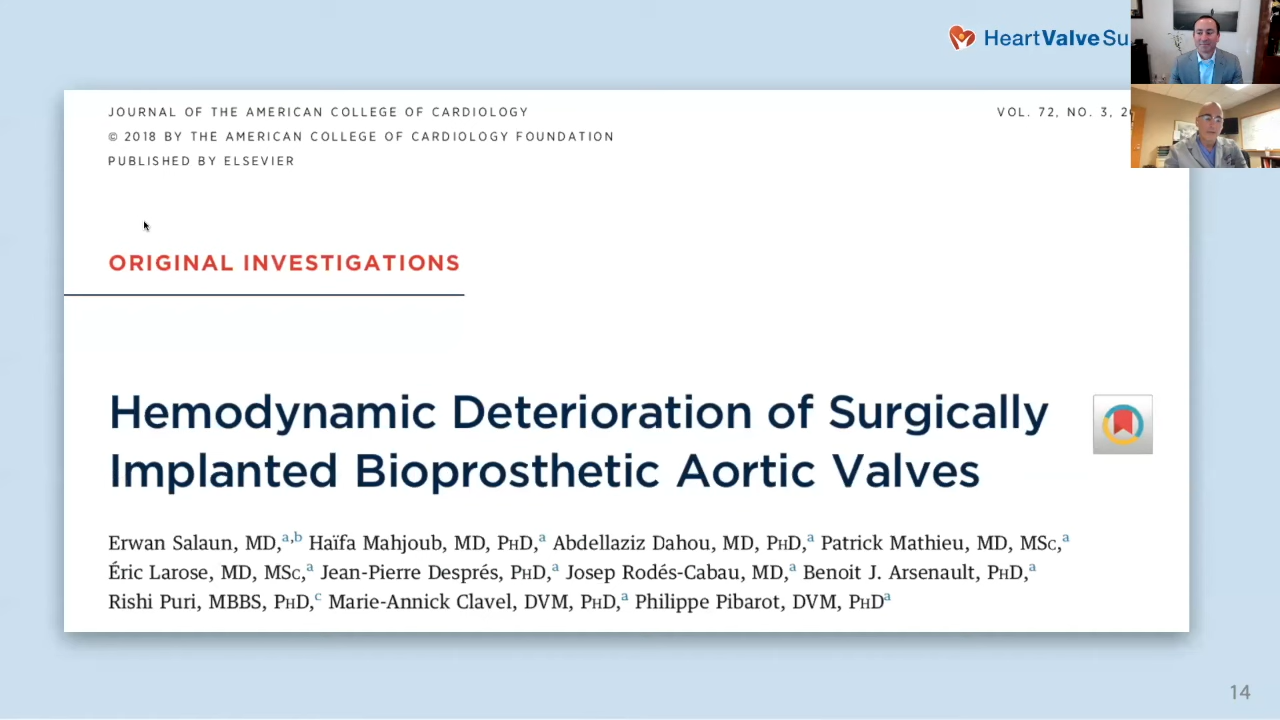 HeartValveSu
JOURNAL OF THE AMERICAN COLLEGE OF CARDIOLOGY
VOL. 72, NO. 3, 2
© 2018 BY THE AMERICAN COLLEGE OF CARDIOLOGY FOUNDATION
PUBLISHED BY ELSEVIER
ORIGINAL INVESTIGATIONS
Hemodynamic Deterioration of Surgically
Implanted Bioprosthetic Aortic Valves
Erwan Salaun, MD,a,b Haïfa Mahjoub, MD, PhD,a Abdellaziz Dahou, MD, PhD,a Patrick Mathieu, MD, MSc,a
Éric Larose, MD, MSc,a Jean-Pierre Després, PhD,a Josep Rodés-Cabau, MD,a Benoit J. Arsenault, PhD,a
Rishi Puri, MBBS, PhD,c Marie-Annick Clavel, DVM, PhD,a Philippe Pibarot, DVM, PhDa
14